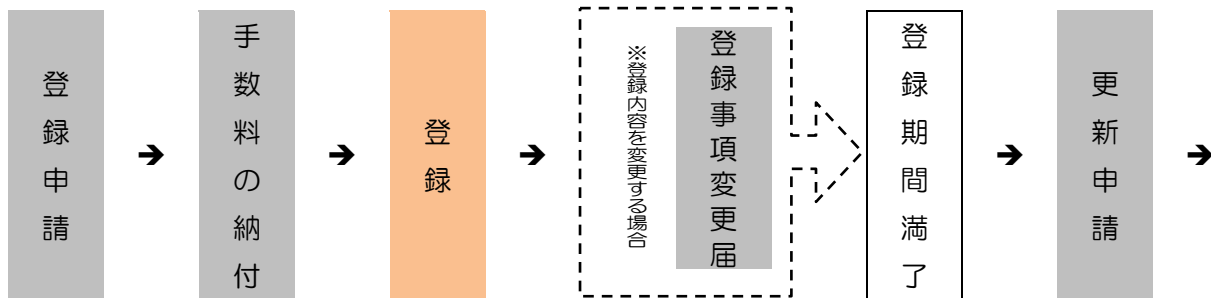 登録申請
➔
手数料の納付
➔
登録
➔
※登録内容を変更する場合
登録事項変更届
登録期間満了
➔
更新申請
➔